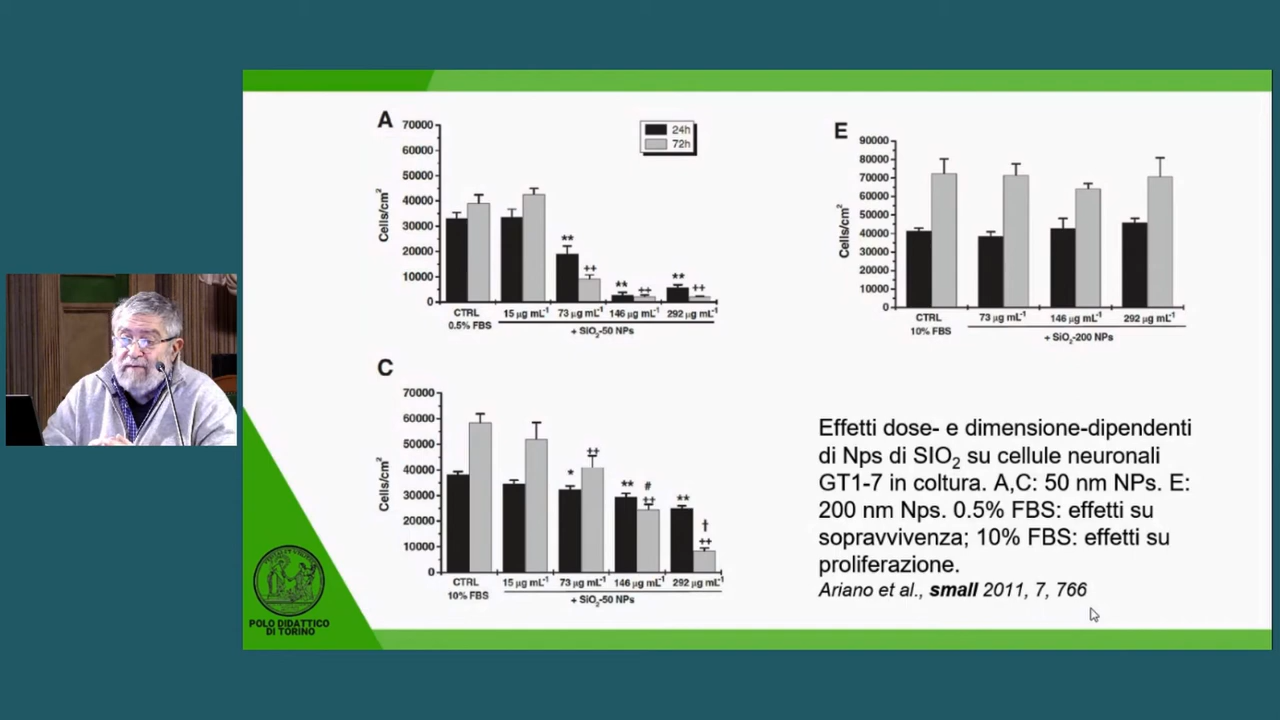 A
70000
60000
50000
40000
30000
20000
10000
0
Cells/cm²
24h
72h
** ++ ** ++ ** ++
CTRL 15 µg mL⁻¹ 73 µg mL⁻¹ 146 µg mL⁻¹ 292 µg mL⁻¹
0.5% FBS
+ SiO₂-50 NPs
E
90000
80000
70000
60000
50000
40000
30000
20000
10000
0
Cells/cm²
CTRL 73 µg mL⁻¹ 146 µg mL⁻¹ 292 µg mL⁻¹
10% FBS
+ SiO₂-200 NPs
C
70000
60000
50000
40000
30000
20000
10000
0
Cells/cm²
* ++ ** # ++ ** † ++
CTRL 15 µg mL⁻¹ 73 µg mL⁻¹ 146 µg mL⁻¹ 292 µg mL⁻¹
10% FBS
+ SiO₂-50 NPs
Effetti dose- e dimensione-dipendenti
di Nps di SIO₂ su cellule neuronali
GT1-7 in coltura. A,C: 50 nm NPs. E:
200 nm Nps. 0.5% FBS: effetti su
sopravvivenza; 10% FBS: effetti su
proliferazione.
Ariano et al., small 2011, 7, 766
POLO DIDATTICO
DI TORINO